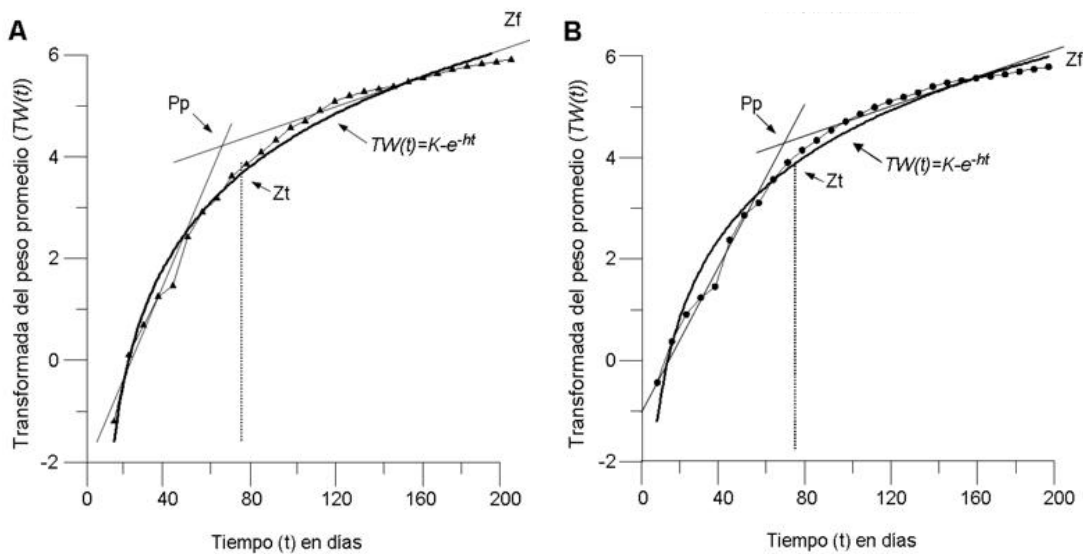 A
Transformada del peso promedio (TW(t))
6
4
2
0
-2
0
40
80
120
160
200
Tiempo (t) en días
Zf
Pp
TW(t)=K-e^-ht
Zt
B
Transformada del peso promedio (TW(t))
6
4
2
0
-2
0
40
80
120
160
200
Tiempo (t) en días
Zf
Pp
TW(t)=K-e^-ht
Zt